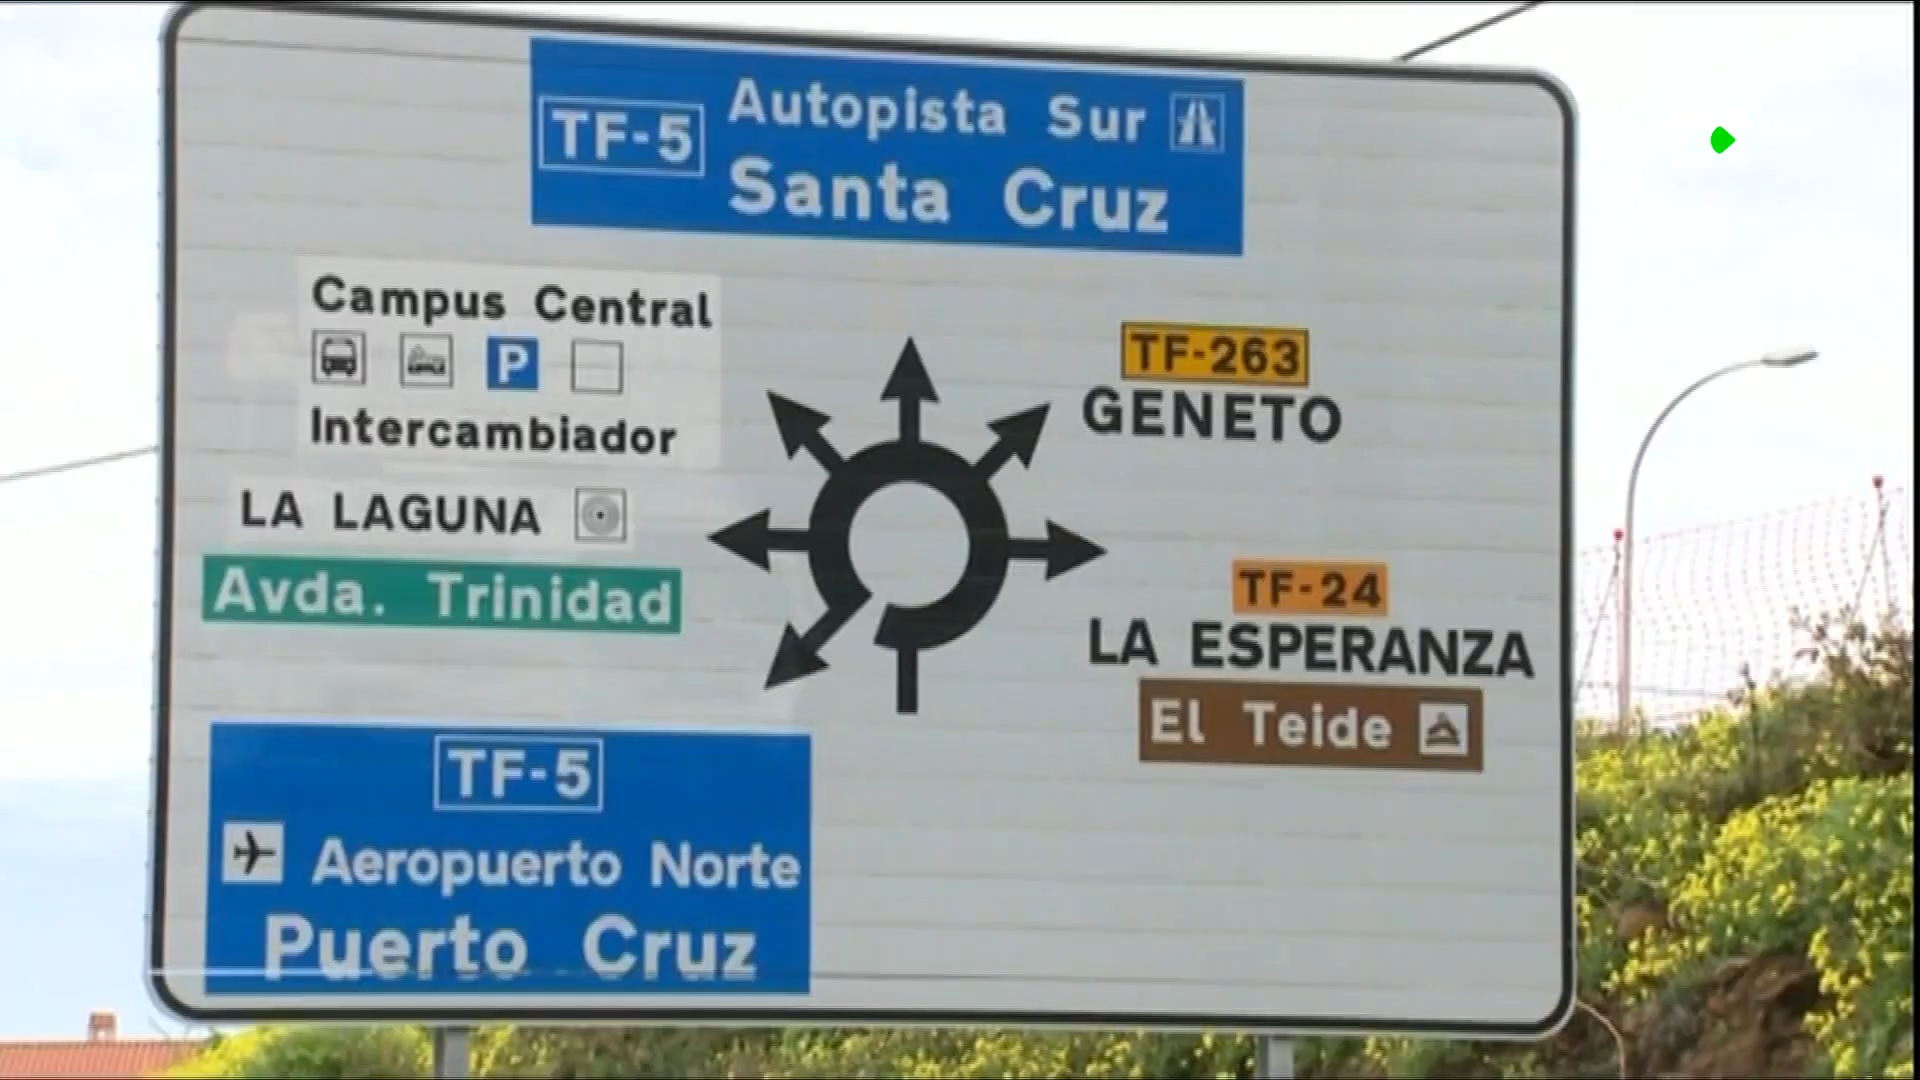 TF-5
Autopista Sur
Santa Cruz
Campus Central
P
Intercambiador
LA LAGUNA
Avda. Trinidad
TF-263
GENETO
TF-24
LA ESPERANZA
El Teide
TF-5
Aeropuerto Norte
Puerto Cruz